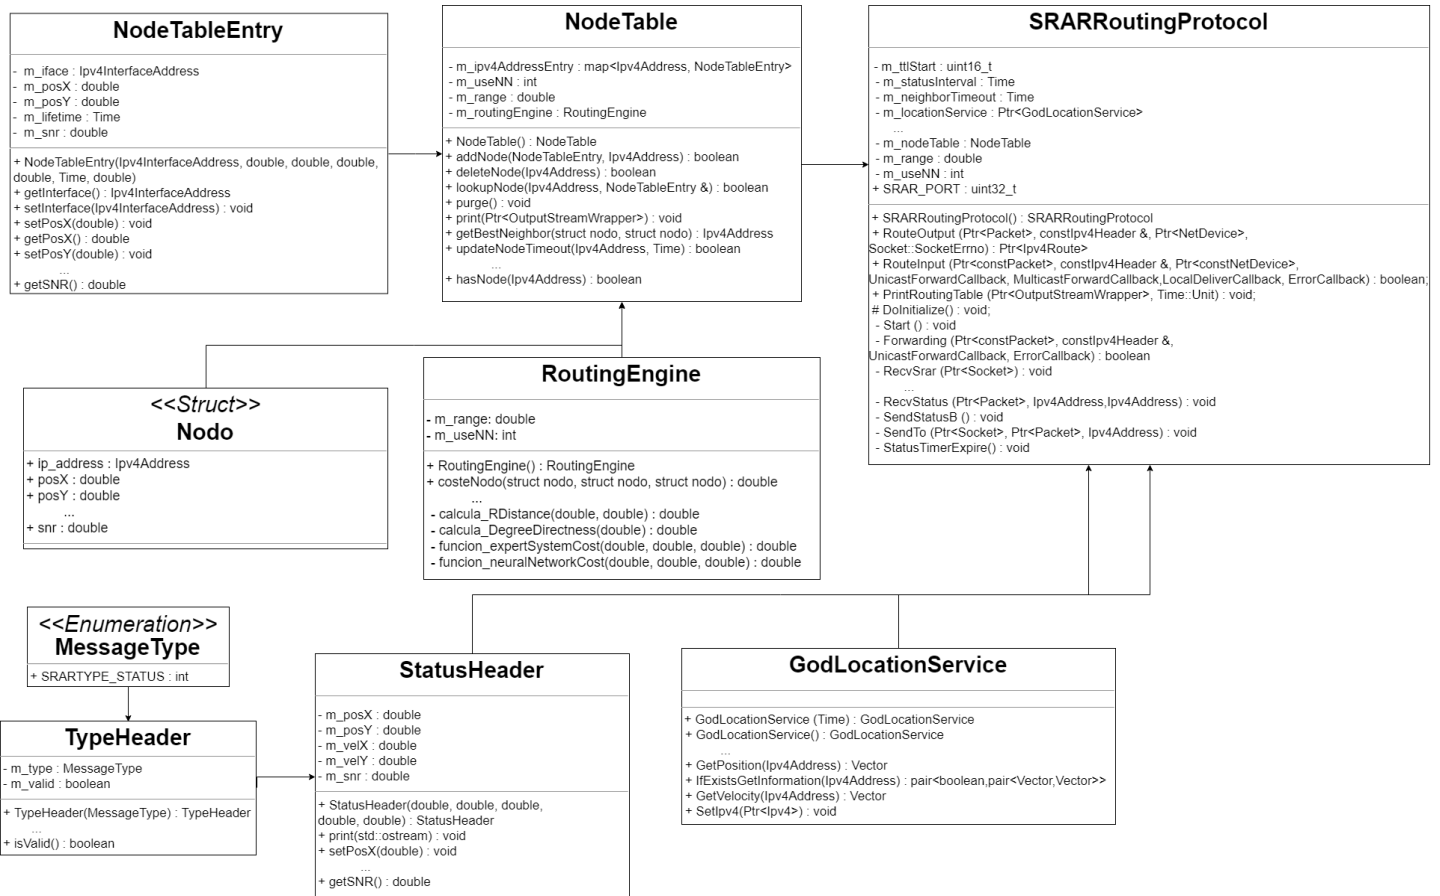 NodeTableEntry
- m_iface : Ipv4InterfaceAddress
- m_posX : double
- m_posY : double
- m_lifetime : Time
- m_snr : double
+ NodeTableEntry(Ipv4InterfaceAddress, double, double, double,
double, Time, double)
+ getInterface() : Ipv4InterfaceAddress
+ setInterface(Ipv4InterfaceAddress) : void
+ setPosX(double) : void
+ getPosX() : double
+ setPosY(double) : void
...
+ getSNR() : double
NodeTable
- m_ipv4AddressEntry : map<Ipv4Address, NodeTableEntry>
- m_useNN : int
- m_range : double
- m_routingEngine : RoutingEngine
+ NodeTable() : NodeTable
+ addNode(NodeTableEntry, Ipv4Address) : boolean
+ deleteNode(Ipv4Address) : boolean
+ lookupNode(Ipv4Address, NodeTableEntry &) : boolean
+ purge() : void
+ print(Ptr<OutputStreamWrapper>) : void
+ getBestNeighbor(struct nodo, struct nodo) : Ipv4Address
+ updateNodeTimeout(Ipv4Address, Time) : boolean
...
+ hasNode(Ipv4Address) : boolean
SRARRoutingProtocol
- m_ttlStart : uint16_t
- m_statusInterval : Time
- m_neighborTimeout : Time
- m_locationService : Ptr<GodLocationService>
...
- m_nodeTable : NodeTable
- m_range : double
- m_useNN : int
+ SRAR_PORT : uint32_t
+ SRARRoutingProtocol() : SRARRoutingProtocol
+ RouteOutput (Ptr<Packet>, constIpv4Header &, Ptr<NetDevice>,
Socket::SocketErrno) : Ptr<Ipv4Route>
+ RouteInput (Ptr<constPacket>, constIpv4Header &, Ptr<constNetDevice>,
UnicastForwardCallback, MulticastForwardCallback,LocalDeliverCallback, ErrorCallback) : boolean;
+ PrintRoutingTable (Ptr<OutputStreamWrapper>, Time::Unit) : void;
# DoInitialize() : void;
- Start () : void
- Forwarding (Ptr<constPacket>, constIpv4Header &,
UnicastForwardCallback, ErrorCallback) : boolean
- RecvSrar (Ptr<Socket>) : void
...
- RecvStatus (Ptr<Packet>, Ipv4Address,Ipv4Address) : void
- SendStatusB () : void
- SendTo (Ptr<Socket>, Ptr<Packet>, Ipv4Address) : void
- StatusTimerExpire() : void
<<Struct>>
Nodo
+ ip_address : Ipv4Address
+ posX : double
+ posY : double
...
+ snr : double
RoutingEngine
- m_range: double
- m_useNN: int
+ RoutingEngine() : RoutingEngine
+ costeNodo(struct nodo, struct nodo, struct nodo) : double
...
- calcula_RDistance(double, double) : double
- calcula_DegreeDirectness(double) : double
- funcion_expertSystemCost(double, double, double) : double
- funcion_neuralNetworkCost(double, double, double) : double
<<Enumeration>>
MessageType
+ SRARTYPE_STATUS : int
TypeHeader
- m_type : MessageType
- m_valid : boolean
+ TypeHeader(MessageType) : TypeHeader
...
+ isValid() : boolean
StatusHeader
- m_posX : double
- m_posY : double
- m_velX : double
- m_velY : double
- m_snr : double
+ StatusHeader(double, double, double,
double, double) : StatusHeader
+ print(std::ostream) : void
+ setPosX(double) : void
...
+ getSNR() : double
GodLocationService
+ GodLocationService (Time) : GodLocationService
+ GodLocationService() : GodLocationService
...
+ GetPosition(Ipv4Address) : Vector
+ IfExistsGetInformation(Ipv4Address) : pair<boolean,pair<Vector,Vector>>
+ GetVelocity(Ipv4Address) : Vector
+ SetIpv4(Ptr<Ipv4>) : void